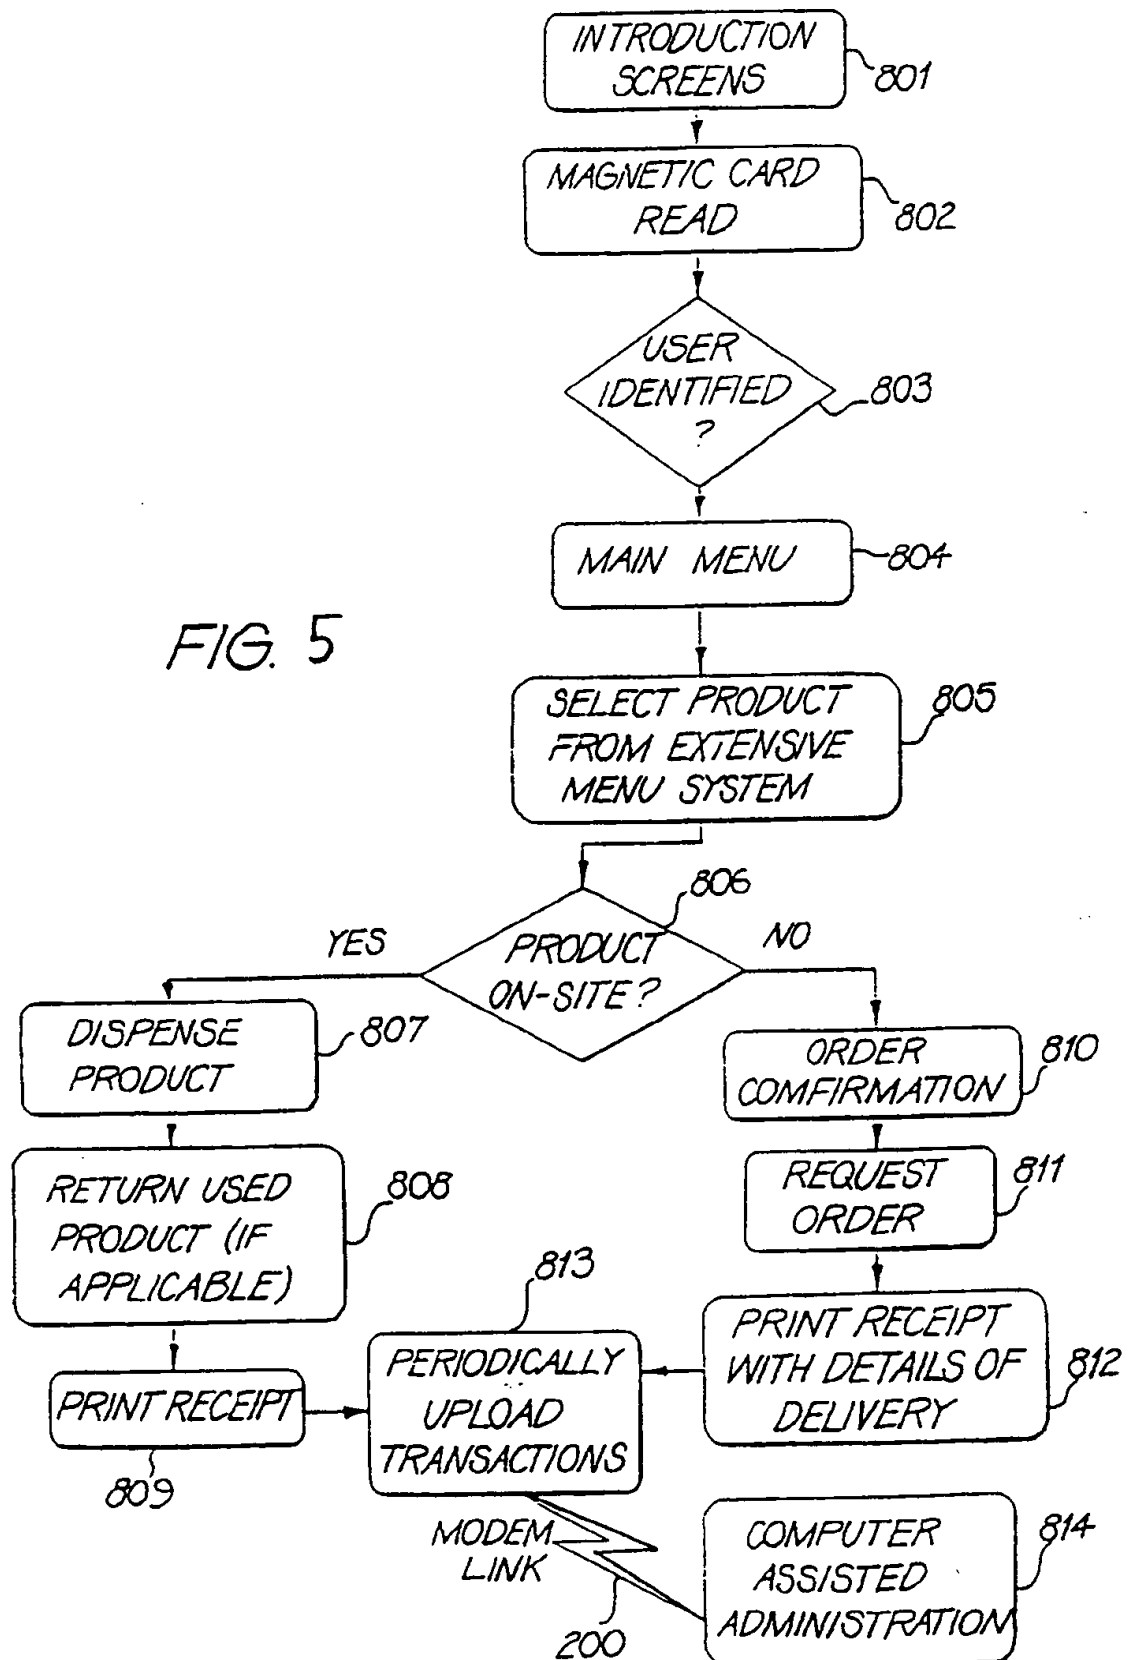 INTRODUCTION
SCREENS
801
MAGNETIC CARD
READ
802
USER
IDENTIFIED
?
803
MAIN MENU
804
FIG. 5
SELECT PRODUCT
FROM EXTENSIVE
MENU SYSTEM
805
806
PRODUCT
ON-SITE?
YES
NO
DISPENSE
PRODUCT
807
ORDER
COMFIRMATION
810
RETURN USED
PRODUCT (IF
APPLICABLE)
808
REQUEST
ORDER
811
813
PERIODICALLY
UPLOAD
TRANSACTIONS
PRINT RECEIPT
WITH DETAILS OF
DELIVERY
812
PRINT RECEIPT
809
MODEM
LINK
200
COMPUTER
ASSISTED
ADMINISTRATION
814